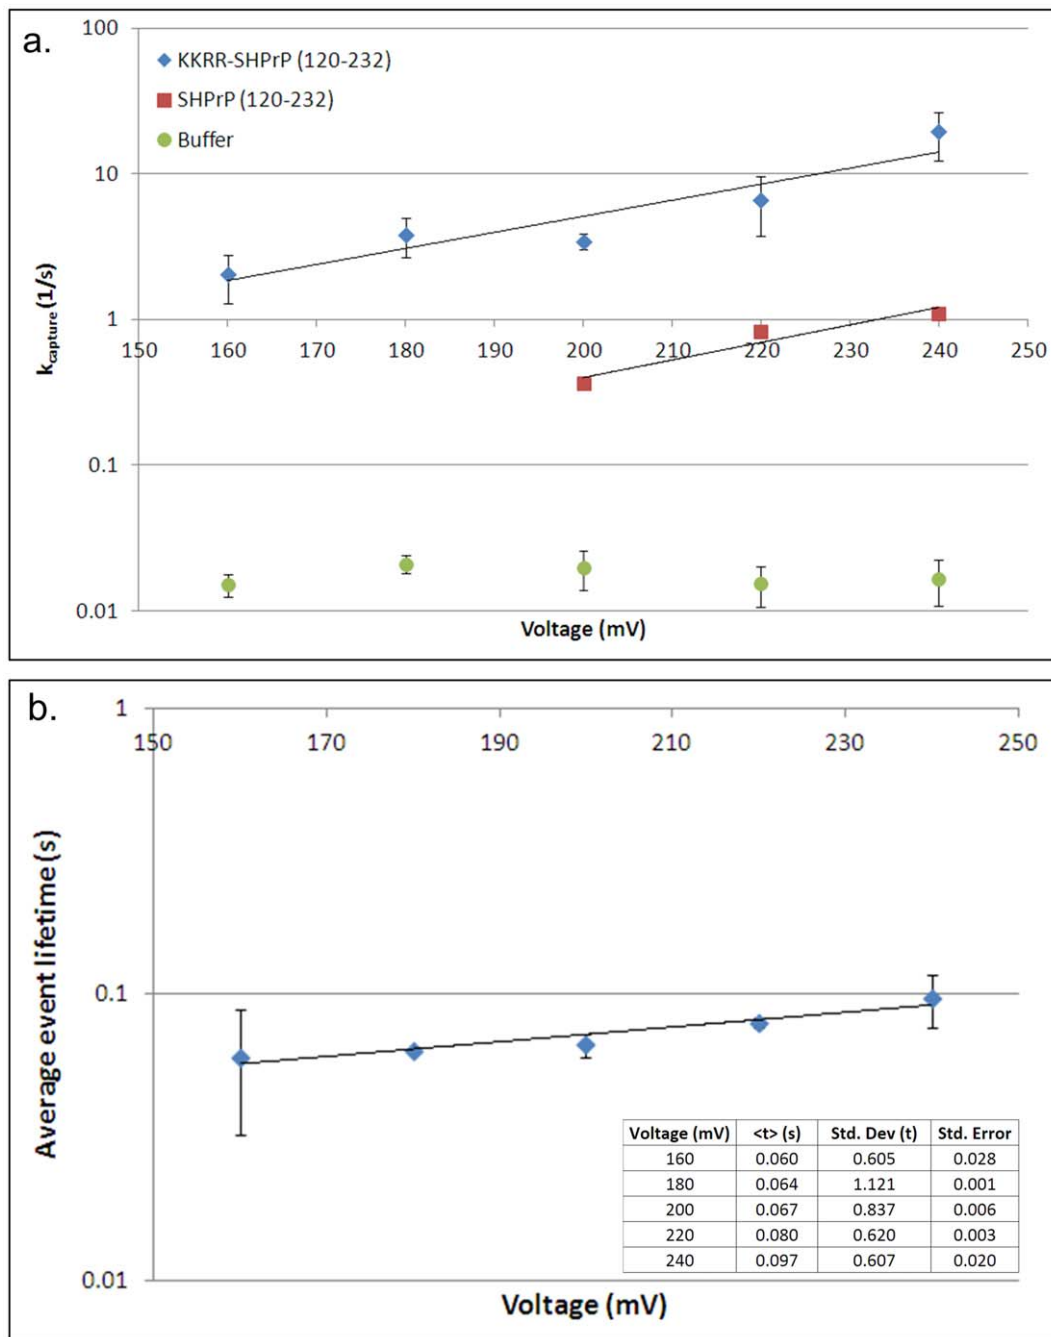 a.
100
KKRR-SHPrP (120-232)
SHPrP (120-232)
Buffer
10
1
0.1
0.01
k capture (1/s)
150 160 170 180 190 200 210 220 230 240 250
Voltage (mV)
b.
1
150 170 190 210 230 250
0.1
0.01
Average event lifetime (s)
Voltage (mV) <t> (s) Std. Dev (t) Std. Error
160 0.060 0.605 0.028
180 0.064 1.121 0.001
200 0.067 0.837 0.006
220 0.080 0.620 0.003
240 0.097 0.607 0.020
Voltage (mV)